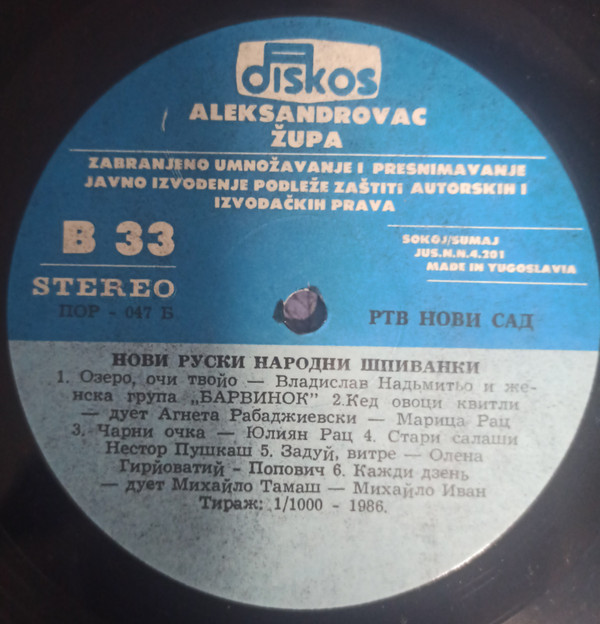 diskos
ALEKSANDROVAC
ŽUPA
ZABRANJENO UMNOŽAVANJE I PRESNIMAVANJE
JAVNO IZVOĐENJE PODLEŽE ZAŠTITI AUTORSKIH I
IZVOĐAČKIH PRAVA
B 33
SOKOJ/SUMAJ
JUS.N.N.4.201
MADE IN YUGOSLAVIA
STEREO
ПОР - 047 Б
РТВ НОВИ САД
НОВИ РУСКИ НАРОДНИ ШПИВАНКИ
1. Озеро, очи твойо — Владислав Надьмитьо и же-
нска група „БАРВИНОК" 2.Кед овоци квитли
— дует Агнета Рабаджиевски — Марица Рац
3. Чарни очка — Юлиян Рац 4. Стари салаши
Нестор Пушкаш 5. Задуй, витре — Олена
Гирйоватий - Попович 6. Кажди дзень
— дует Михайло Тамаш — Михайло Иван
Тираж: 1/1000 - 1986.